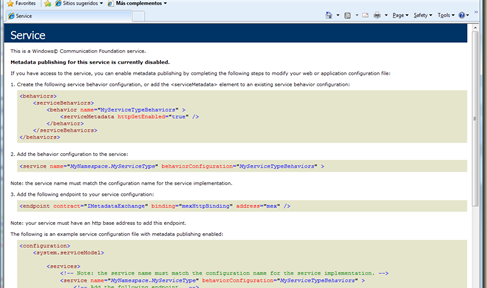 Favorites Sitios sugeridos Más complementos
Service Page Safety Tools
Service
This is a Windows© Communication Foundation service.
Metadata publishing for this service is currently disabled.
If you have access to the service, you can enable metadata publishing by completing the following steps to modify your web or application configuration file:
1. Create the following service behavior configuration, or add the <serviceMetadata> element to an existing service behavior configuration:
<behaviors>
<serviceBehaviors>
<behavior name="MyServiceTypeBehaviors" >
<serviceMetadata httpGetEnabled="true" />
</behavior>
</serviceBehaviors>
</behaviors>
2. Add the behavior configuration to the service:
<service name="MyNamespace.MyServiceType" behaviorConfiguration="MyServiceTypeBehaviors" >
Note: the service name must match the configuration name for the service implementation.
3. Add the following endpoint to your service configuration:
<endpoint contract="IMetadataExchange" binding="mexHttpBinding" address="mex" />
Note: your service must have an http base address to add this endpoint.
The following is an example service configuration file with metadata publishing enabled:
<configuration>
<system.serviceModel>
<services>
<!-- Note: the service name must match the configuration name for the service implementation. -->
<service name="MyNamespace.MyServiceType" behaviorConfiguration="MyServiceTypeBehaviors" >
<!-- Add the following endpoint. -->